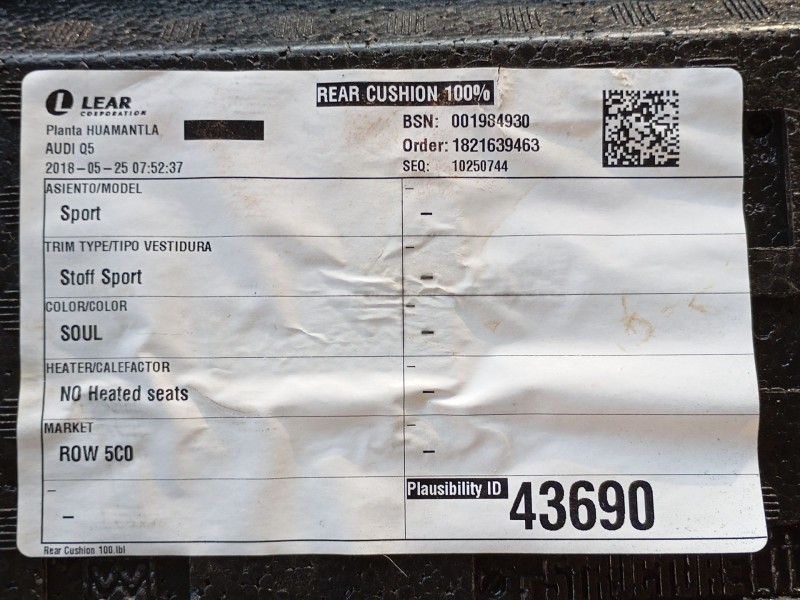 LEAR
CORPORATION
REAR CUSHION 100%
Planta HUAMANTLA
AUDI Q5
2018-05-25 07:52:37
BSN: 001984930
Order: 1821639463
SEQ: 10250744
ASIENTO/MODEL
Sport
TRIM TYPE/TIPO VESTIDURA
Stoff Sport
COLOR/COLOR
SOUL
HEATER/CALEFACTOR
NO Heated seats
MARKET
ROW 5C0
Plausibility ID 43690
Rear Cushion 100.lbl